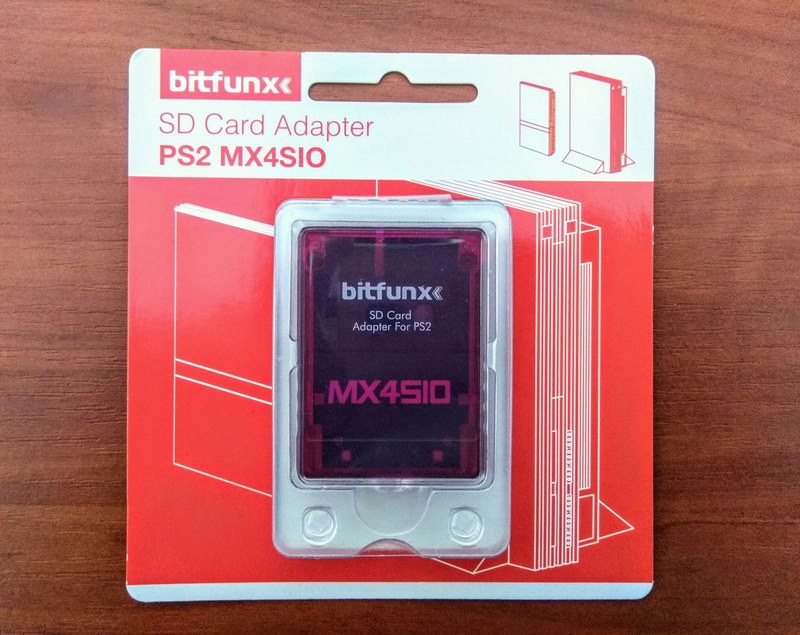 bitfunx
SD Card Adapter
PS2 MX4SIO
bitfunx
SD Card
Adapter For PS2
MX4SIO